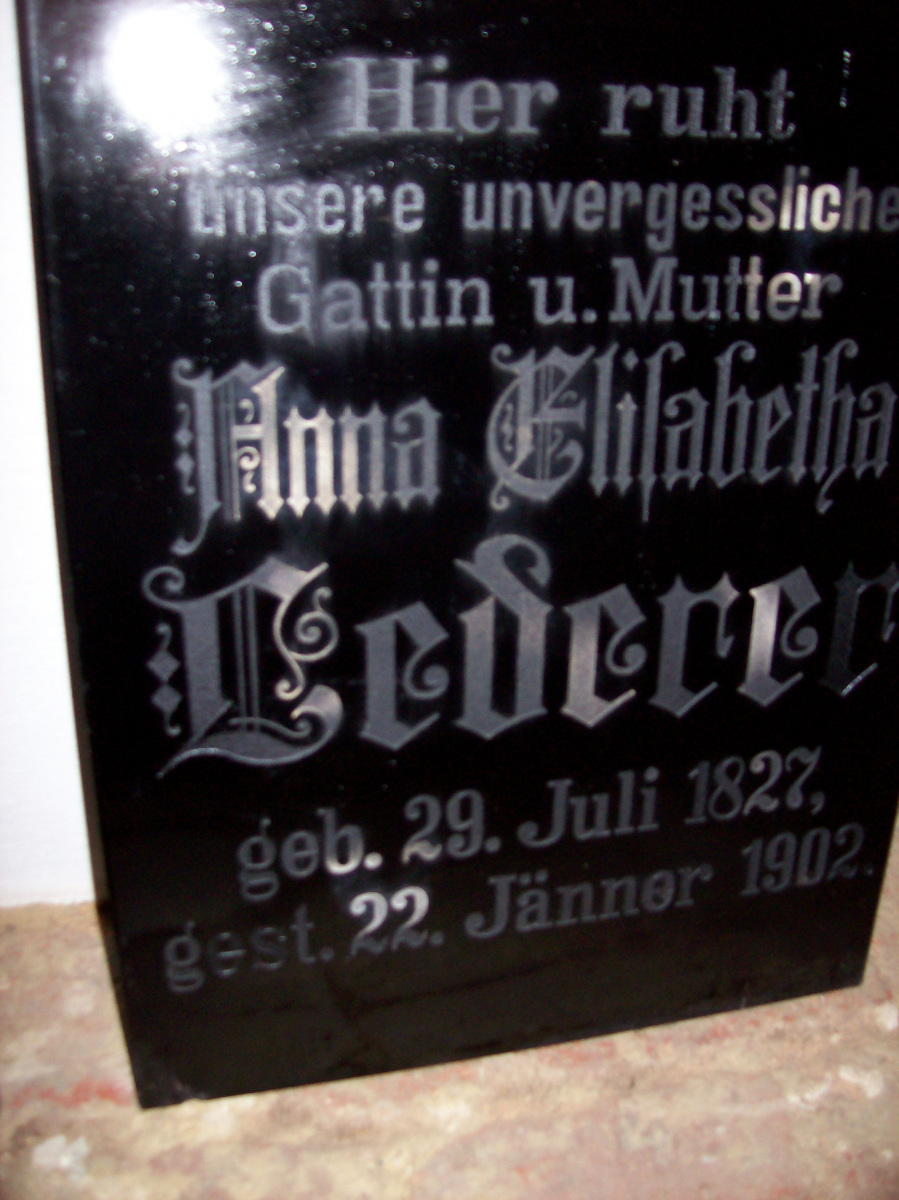 Hier ruht
unsere unvergessliche
Gattin u. Mutter
Anna Elisabetha
Lederer
geb. 29. Juli 1827,
gest. 22. Jänner 1902.